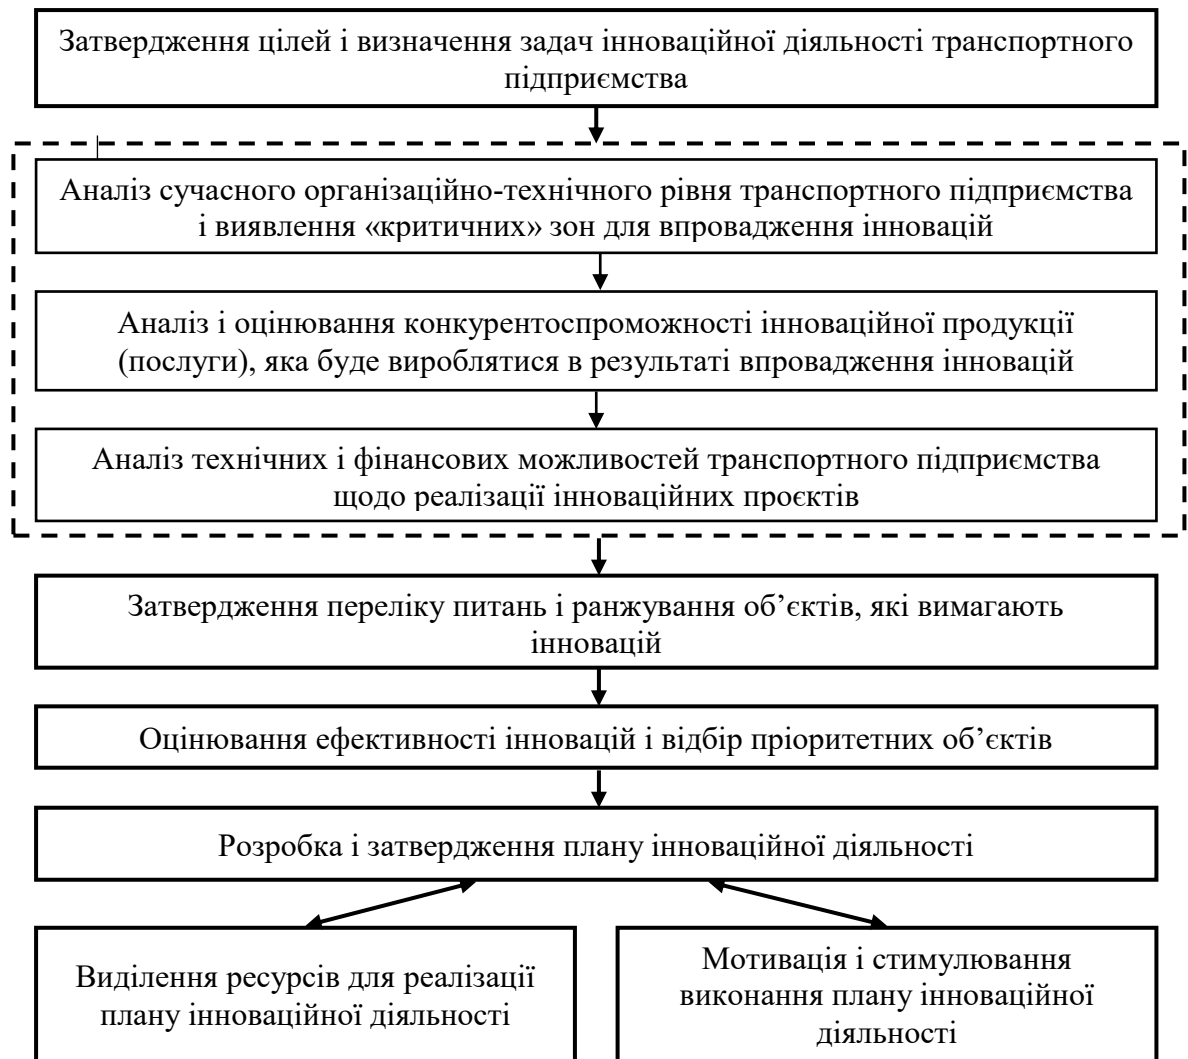 Затвердження цілей і визначення задач інноваційної діяльності транспортного
підприємства
Аналіз сучасного організаційно-технічного рівня транспортного підприємства
і виявлення «критичних» зон для впровадження інновацій
Аналіз і оцінювання конкурентоспроможності інноваційної продукції
(послуги), яка буде вироблятися в результаті впровадження інновацій
Аналіз технічних і фінансових можливостей транспортного підприємства
щодо реалізації інноваційних проєктів
Затвердження переліку питань і ранжування об’єктів, які вимагають
інновацій
Оцінювання ефективності інновацій і відбір пріоритетних об’єктів
Розробка і затвердження плану інноваційної діяльності
Виділення ресурсів для реалізації
плану інноваційної діяльності
Мотивація і стимулювання
виконання плану інноваційної
діяльності